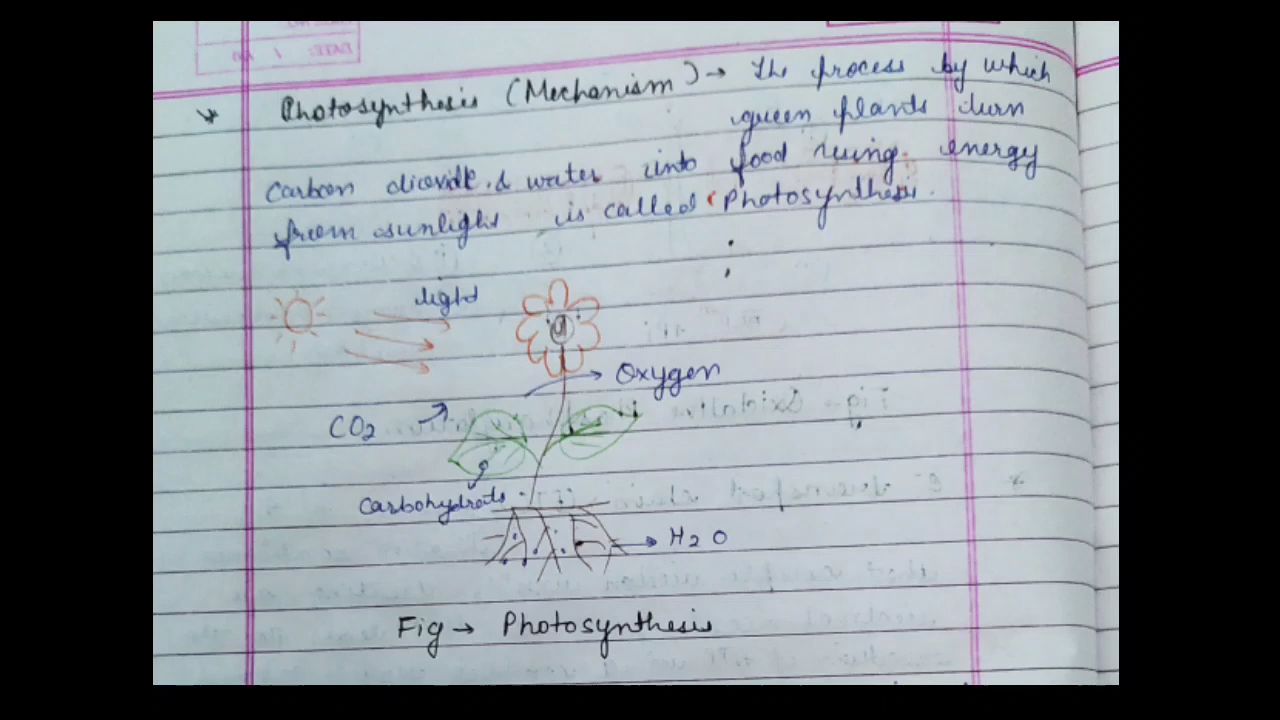 * Photosynthesis (Mechanism) → The process by which
green plants turn
carbon dioxide & water into food using energy
from sunlight is called Photosynthesis.
light
Oxygen
CO2
Carbohydrate
H2O
Fig → Photosynthesis